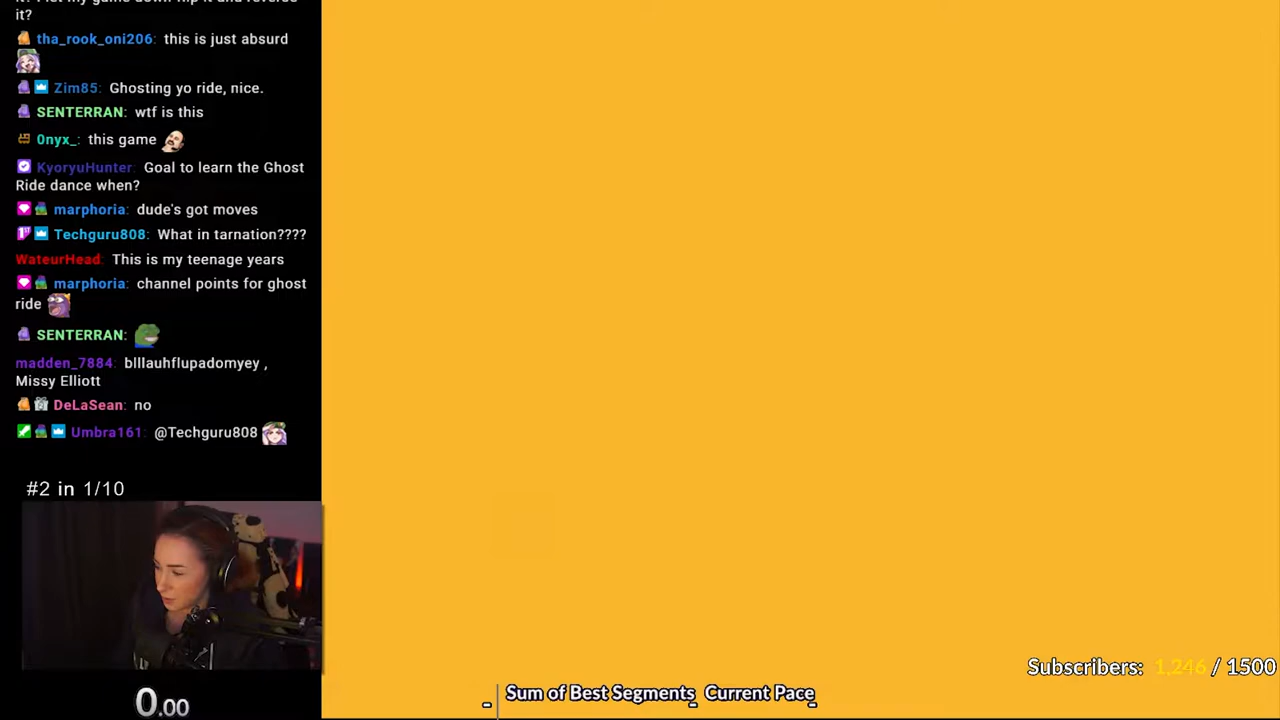 it?
tha_rook_oni206: this is just absurd
Zim85: Ghosting yo ride, nice.
SENTERRAN: wtf is this
0nyx_: this game
KyoryuHunter: Goal to learn the Ghost
Ride dance when?
marphoria: dude's got moves
Techguru808: What in tarnation????
WateurHead: This is my teenage years
marphoria: channel points for ghost
ride
SENTERRAN:
madden_7884: blllauhflupadomyey ,
Missy Elliott
DeLaSean: no
Umbra161: @Techguru808
#2 in 1/10
0.00
Sum of Best Segments Current Pace
- - -
Subscribers: 1,246 / 1500